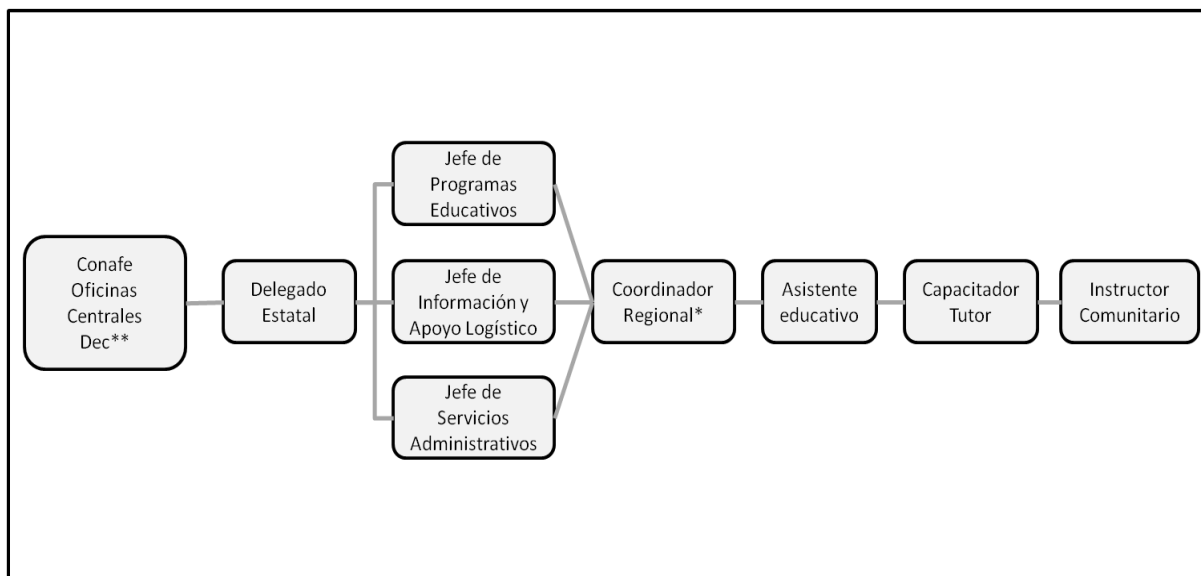 Conafe
Oficinas
Centrales
Dec**
Delegado
Estatal
Jefe de
Programas
Educativos
Jefe de
Información y
Apoyo Logístico
Jefe de
Servicios
Administrativos
Coordinador
Regional*
Asistente
educativo
Capacitador
Tutor
Instructor
Comunitario